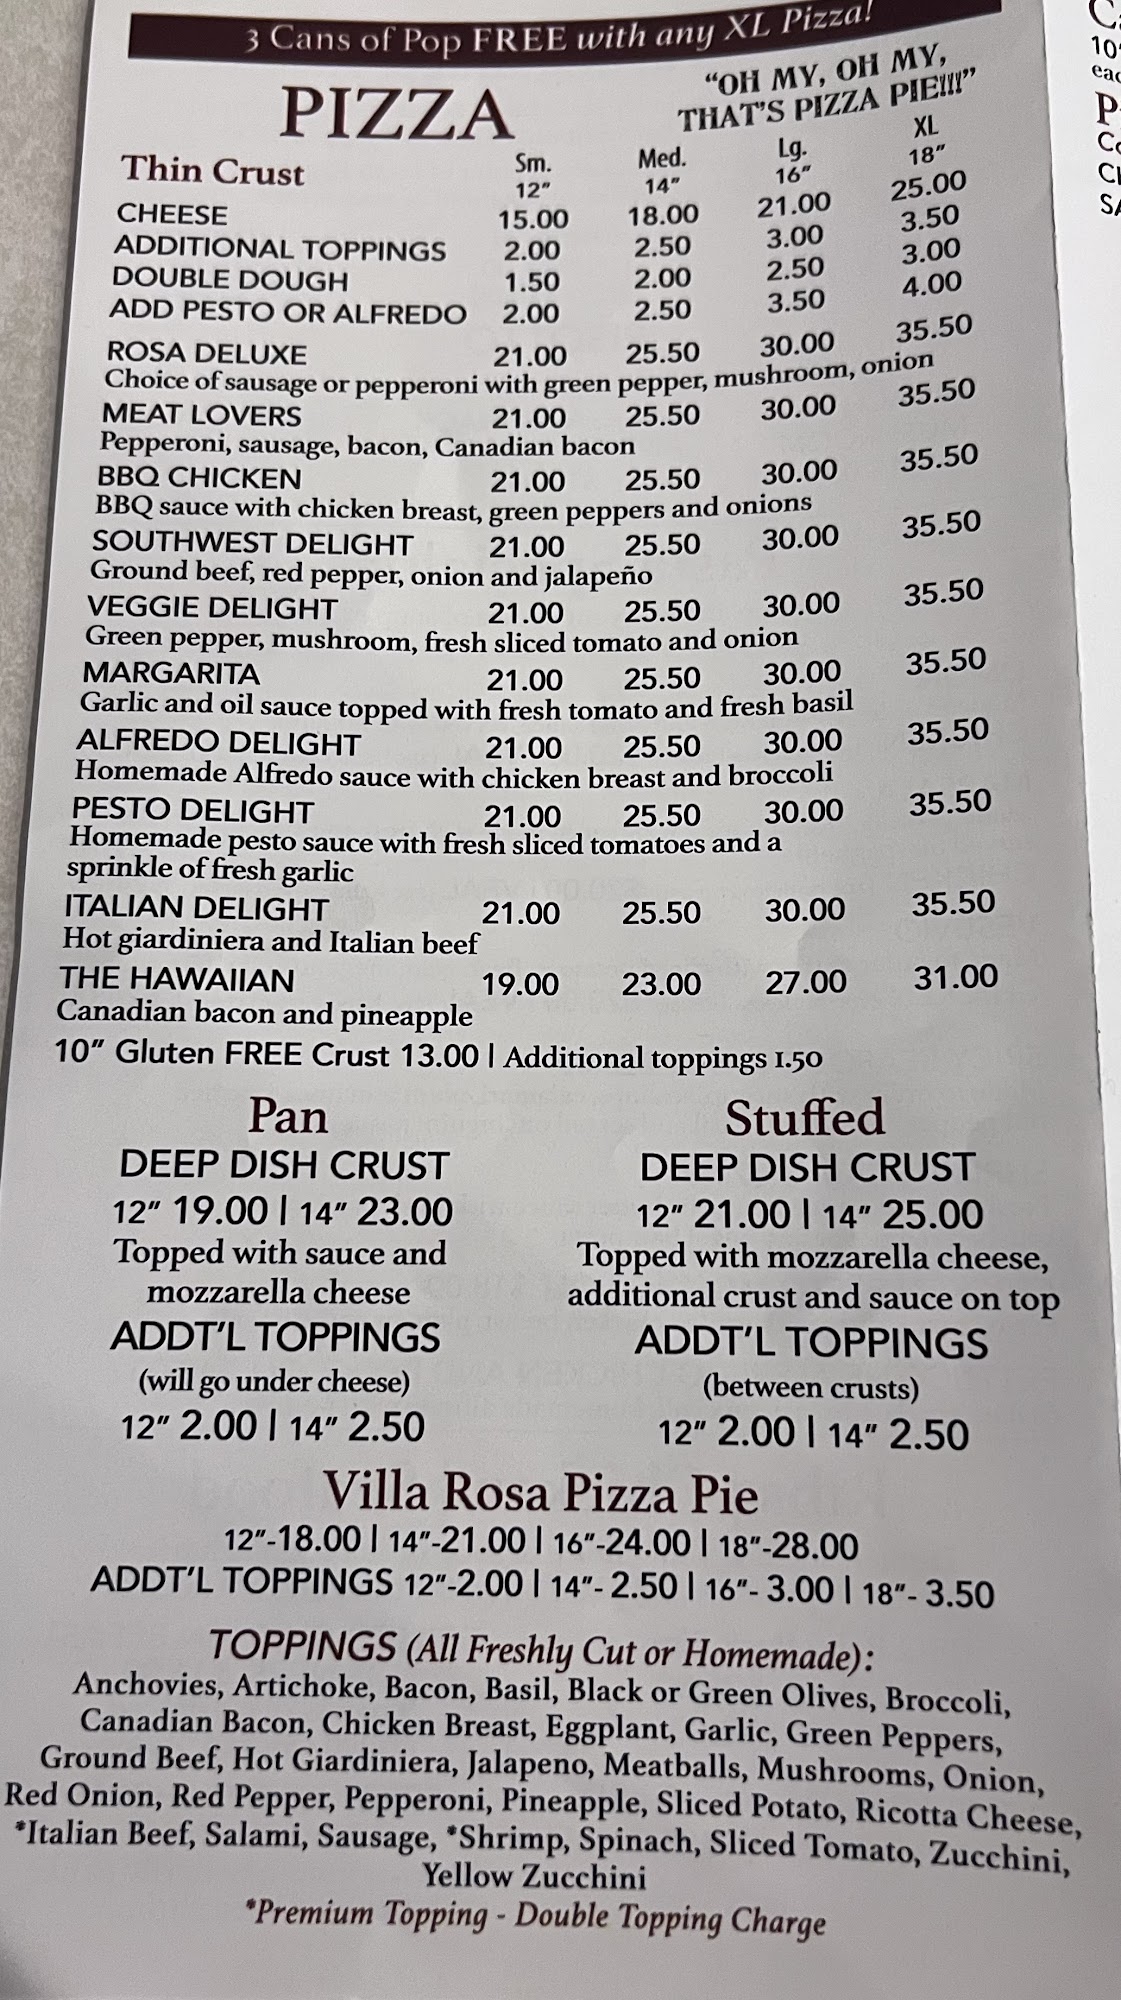 3 Cans of Pop FREE with any XL Pizza!
PIZZA
"OH MY, OH MY,
THAT'S PIZZA PIE!!!"
Thin Crust Sm. Med. Lg. XL
12" 14" 16" 18"
CHEESE 15.00 18.00 21.00 25.00
ADDITIONAL TOPPINGS 2.00 2.50 3.00 3.50
DOUBLE DOUGH 1.50 2.00 2.50 3.00
ADD PESTO OR ALFREDO 2.00 2.50 3.50 4.00
ROSA DELUXE 21.00 25.50 30.00 35.50
Choice of sausage or pepperoni with green pepper, mushroom, onion
MEAT LOVERS 21.00 25.50 30.00 35.50
Pepperoni, sausage, bacon, Canadian bacon
BBQ CHICKEN 21.00 25.50 30.00 35.50
BBQ sauce with chicken breast, green peppers and onions
SOUTHWEST DELIGHT 21.00 25.50 30.00 35.50
Ground beef, red pepper, onion and jalapeño
VEGGIE DELIGHT 21.00 25.50 30.00 35.50
Green pepper, mushroom, fresh sliced tomato and onion
MARGARITA 21.00 25.50 30.00 35.50
Garlic and oil sauce topped with fresh tomato and fresh basil
ALFREDO DELIGHT 21.00 25.50 30.00 35.50
Homemade Alfredo sauce with chicken breast and broccoli
PESTO DELIGHT 21.00 25.50 30.00 35.50
Homemade pesto sauce with fresh sliced tomatoes and a
sprinkle of fresh garlic
ITALIAN DELIGHT 21.00 25.50 30.00 35.50
Hot giardiniera and Italian beef
THE HAWAIIAN 19.00 23.00 27.00 31.00
Canadian bacon and pineapple
10" Gluten FREE Crust 13.00 | Additional toppings 1.50
Pan
DEEP DISH CRUST
12" 19.00 | 14" 23.00
Topped with sauce and
mozzarella cheese
ADDT'L TOPPINGS
(will go under cheese)
12" 2.00 | 14" 2.50
Stuffed
DEEP DISH CRUST
12" 21.00 | 14" 25.00
Topped with mozzarella cheese,
additional crust and sauce on top
ADDT'L TOPPINGS
(between crusts)
12" 2.00 | 14" 2.50
Villa Rosa Pizza Pie
12"-18.00 | 14"-21.00 | 16"-24.00 | 18"-28.00
ADDT'L TOPPINGS 12"-2.00 | 14"- 2.50 | 16"- 3.00 | 18"- 3.50
TOPPINGS (All Freshly Cut or Homemade):
Anchovies, Artichoke, Bacon, Basil, Black or Green Olives, Broccoli,
Canadian Bacon, Chicken Breast, Eggplant, Garlic, Green Peppers,
Ground Beef, Hot Giardiniera, Jalapeno, Meatballs, Mushrooms, Onion,
Red Onion, Red Pepper, Pepperoni, Pineapple, Sliced Potato, Ricotta Cheese,
*Italian Beef, Salami, Sausage, *Shrimp, Spinach, Sliced Tomato, Zucchini,
Yellow Zucchini
*Premium Topping - Double Topping Charge